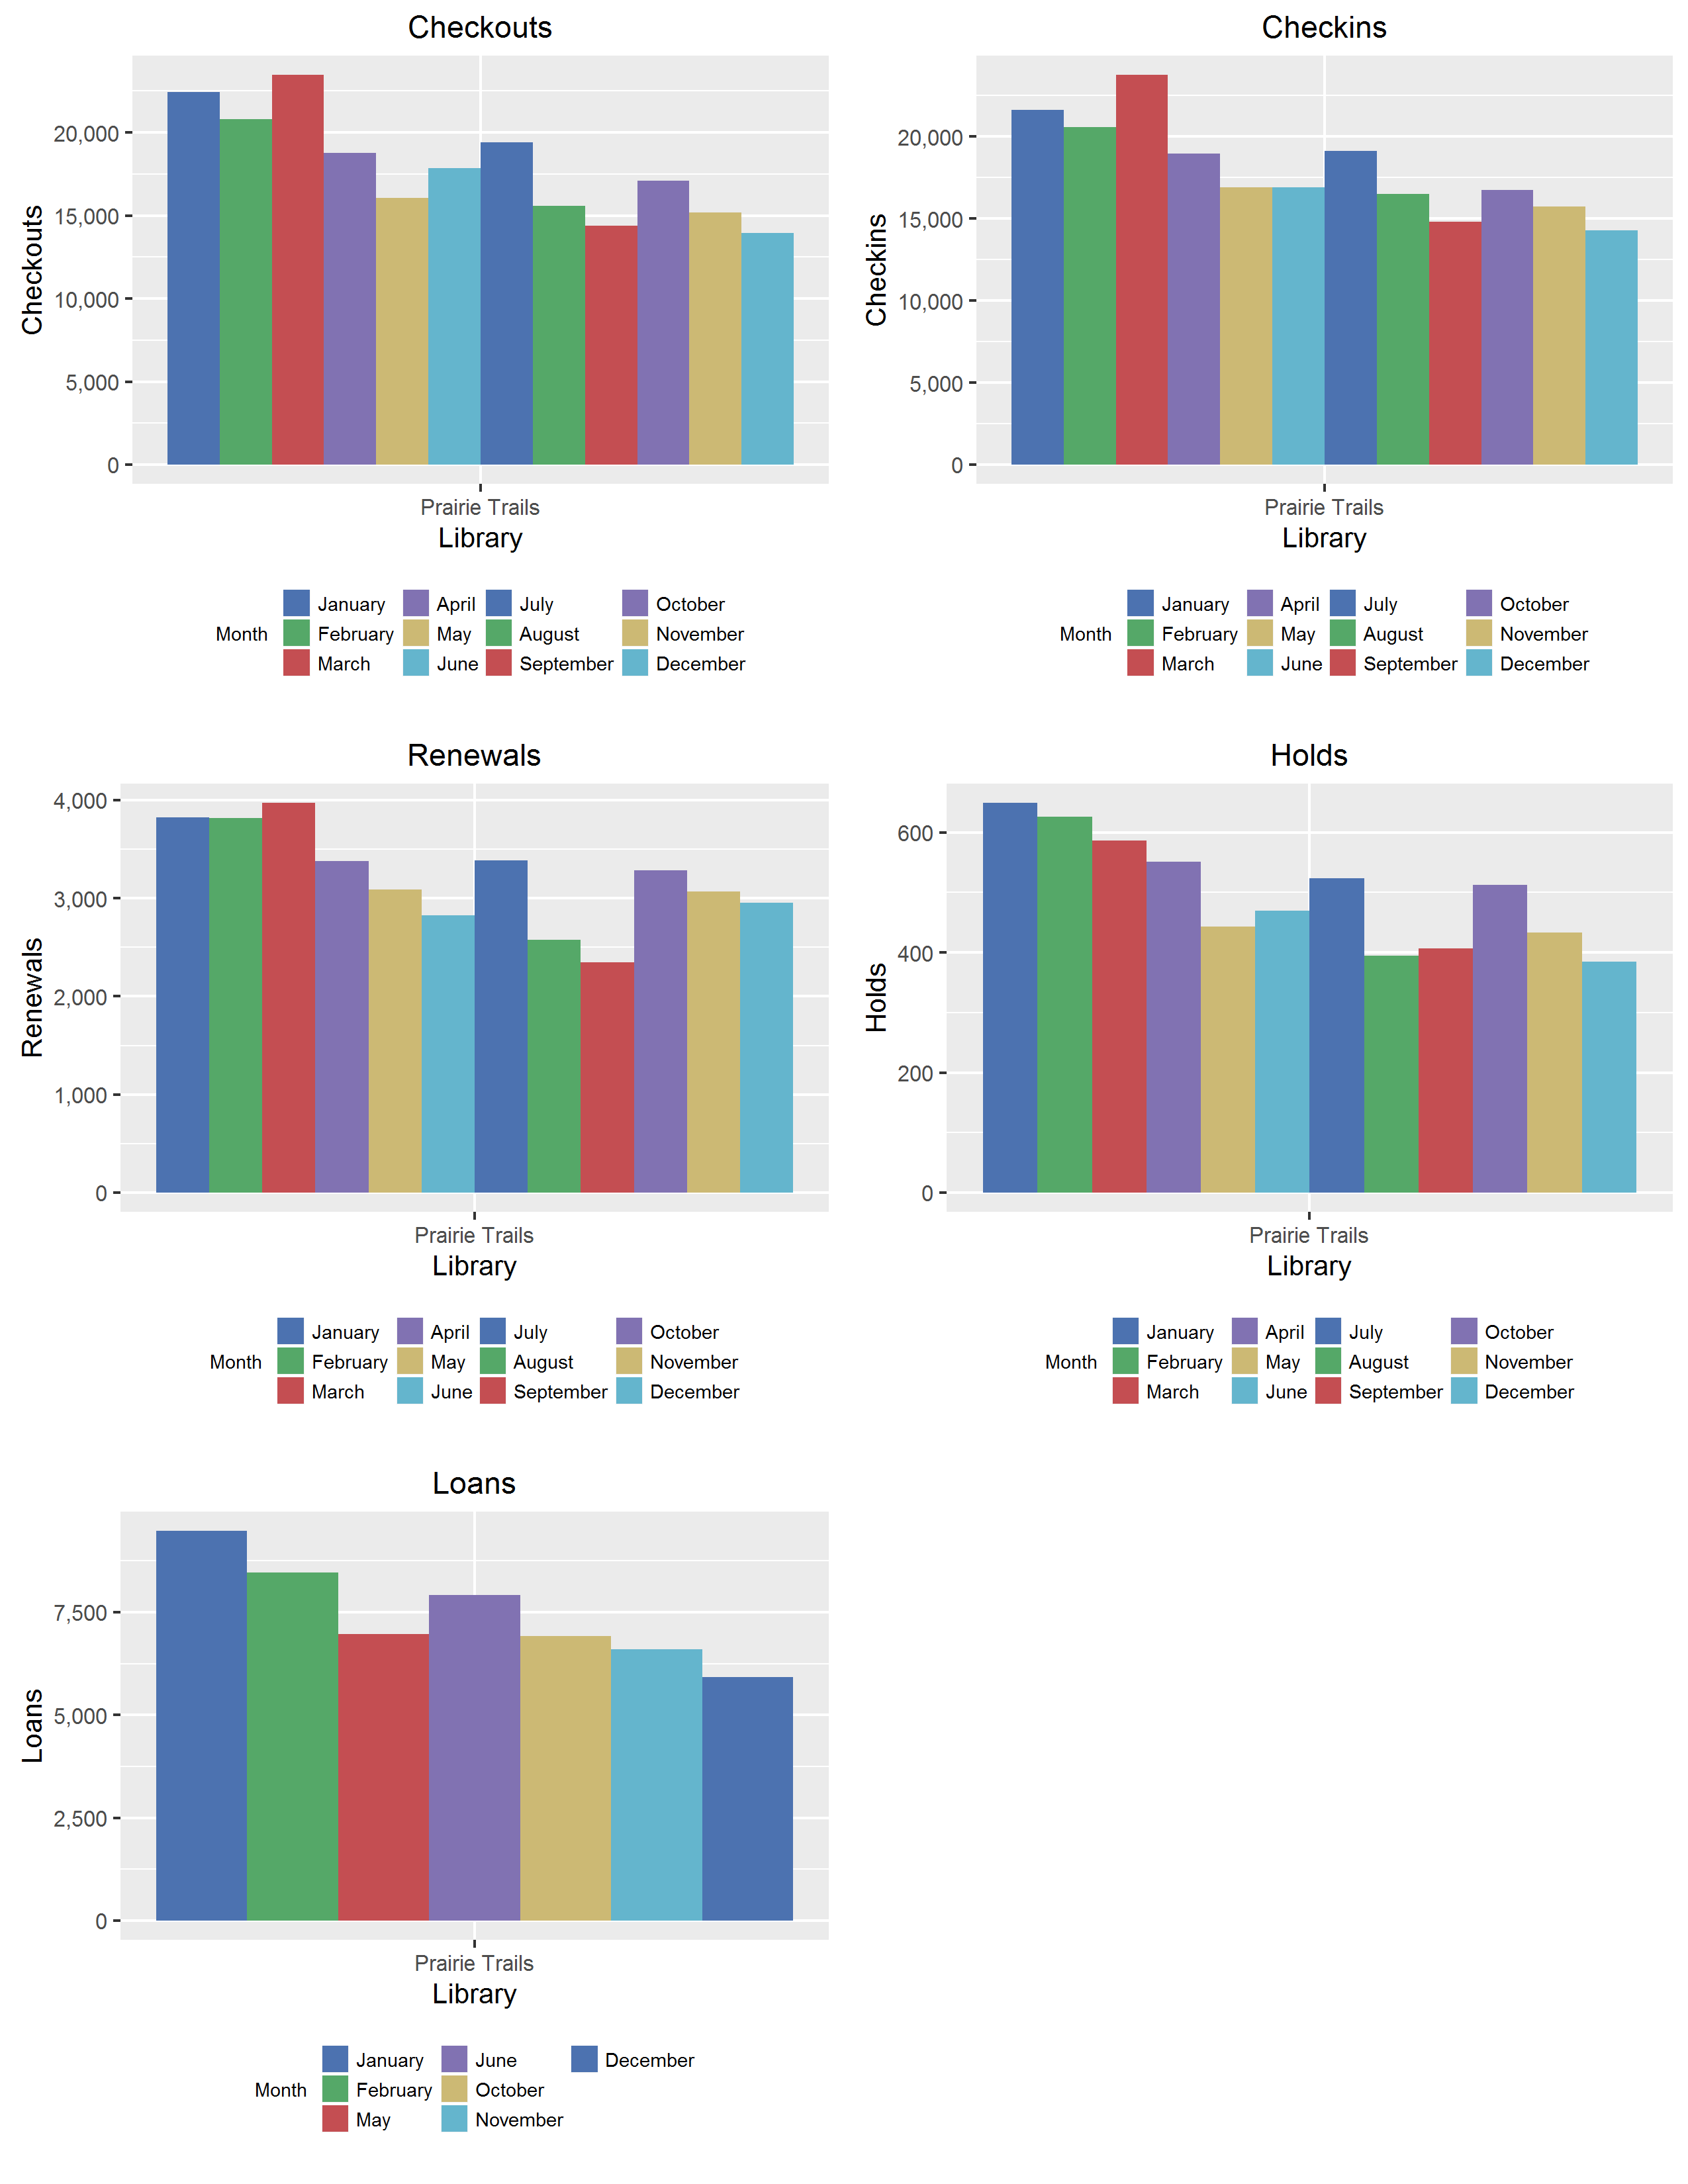 Checkouts
Checkouts
20,000
15,000
10,000
5,000
0
Prairie Trails
Library
Month
January April July October
February May August November
March June September December
Checkins
Checkins
20,000
15,000
10,000
5,000
0
Prairie Trails
Library
Month
January April July October
February May August November
March June September December
Renewals
Renewals
4,000
3,000
2,000
1,000
0
Prairie Trails
Library
Month
January April July October
February May August November
March June September December
Holds
Holds
600
400
200
0
Prairie Trails
Library
Month
January April July October
February May August November
March June September December
Loans
Loans
7,500
5,000
2,500
0
Prairie Trails
Library
Month
January June December
February October
May November